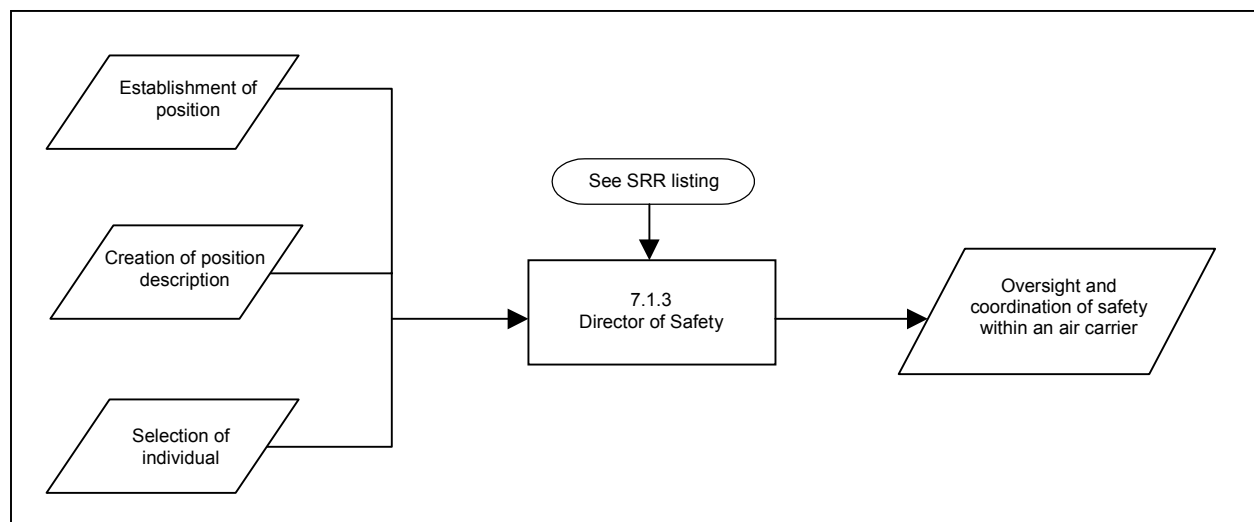 Establishment of
position
See SRR listing
Creation of position
description
7.1.3
Director of Safety
Oversight and
coordination of safety
within an air carrier
Selection of
individual